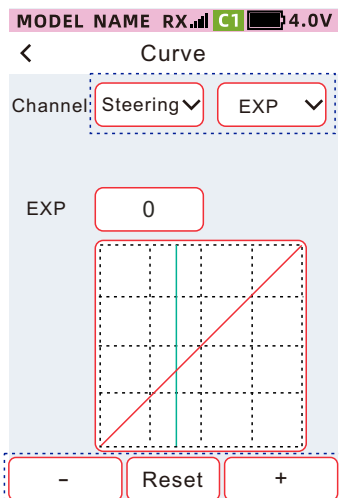 MODEL NAME RX C1 4.0V
Curve
Channel Steering EXP
EXP 0
- Reset +